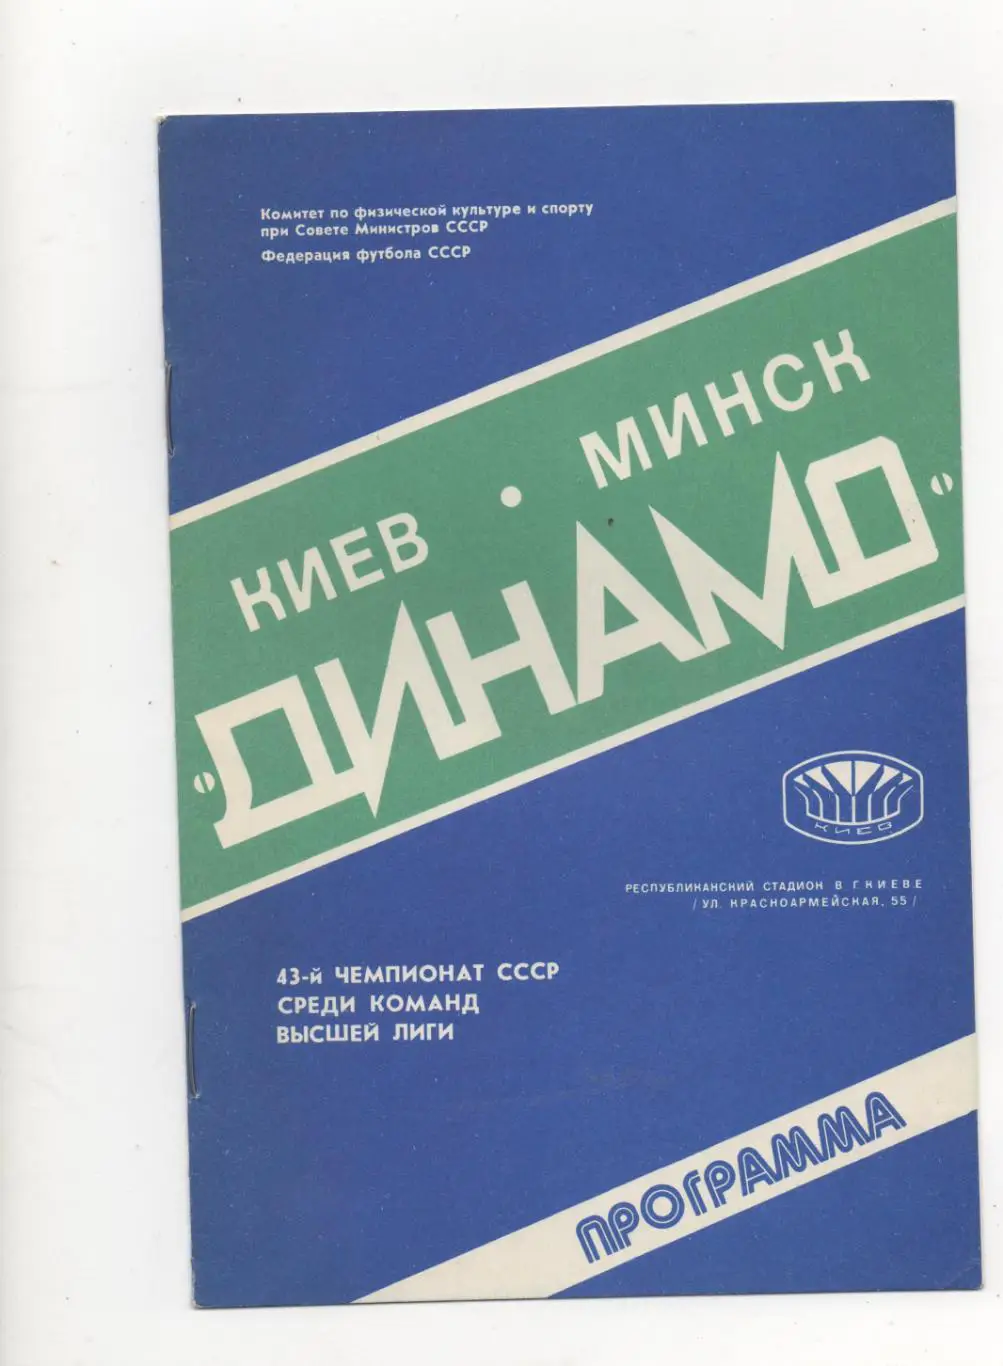 Комитет по физической культуре и спорту
при Совете Министров СССР
Федерация футбола СССР
КИЕВ • МИНСК
«ДИНАМО»
КИЕВ
РЕСПУБЛИКАНСКИЙ СТАДИОН В Г. КИЕВЕ
/ УЛ. КРАСНОАРМЕЙСКАЯ, 55 /
43-й ЧЕМПИОНАТ СССР
СРЕДИ КОМАНД
ВЫСШЕЙ ЛИГИ
ПРОГРАММА